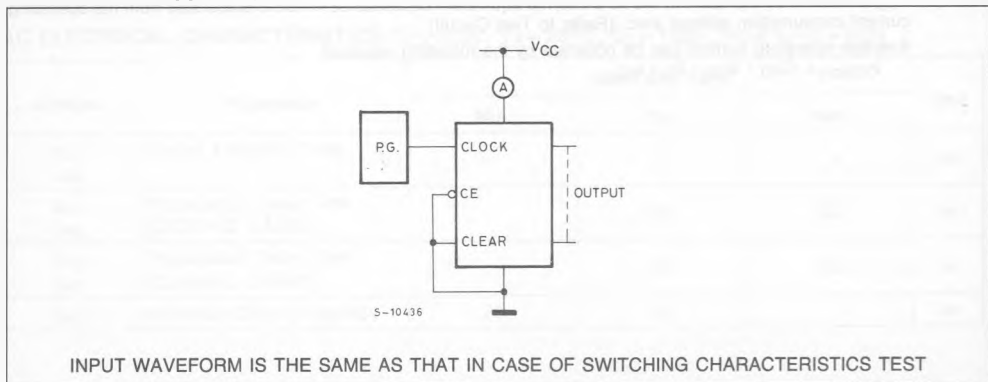 VCC
A
P.G.
CLOCK
CE
OUTPUT
CLEAR
S-10436
INPUT WAVEFORM IS THE SAME AS THAT IN CASE OF SWITCHING CHARACTERISTICS TEST